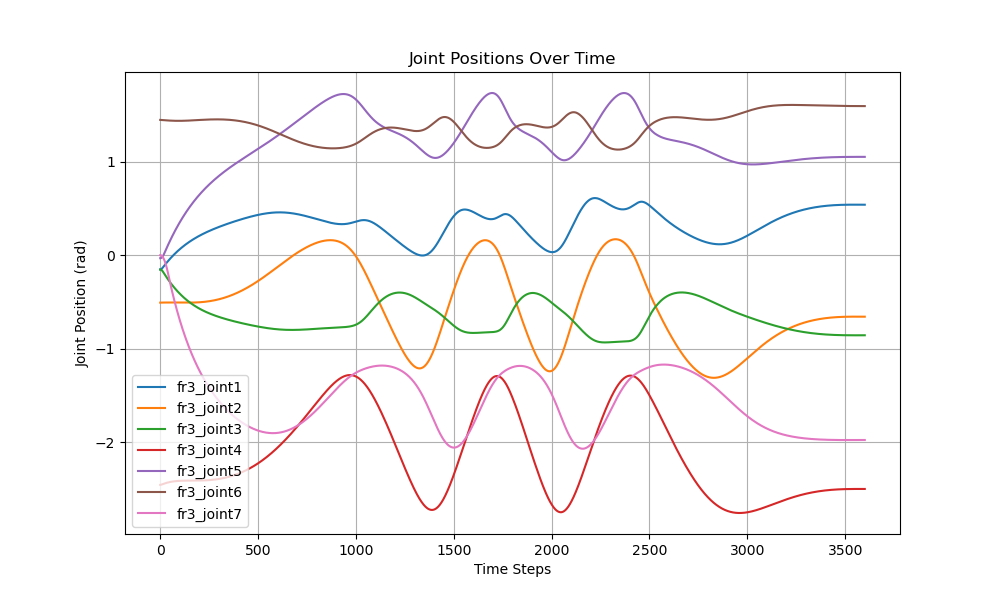 Joint Positions Over Time
Joint Position (rad)
1
0
−1
−2
fr3_joint1
fr3_joint2
fr3_joint3
fr3_joint4
fr3_joint5
fr3_joint6
fr3_joint7
0 500 1000 1500 2000 2500 3000 3500
Time Steps